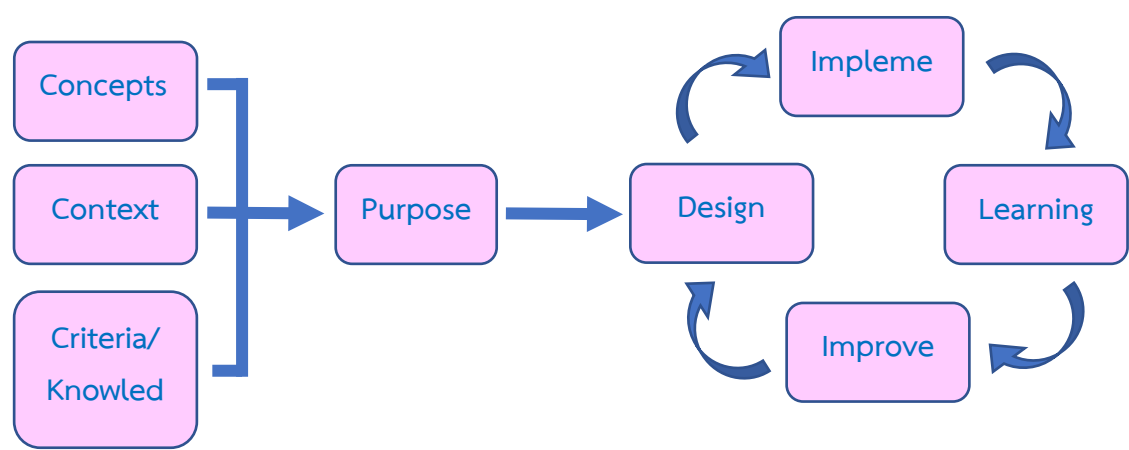 Concepts
Context
Criteria/
Knowled
Purpose
Design
Impleme
Learning
Improve